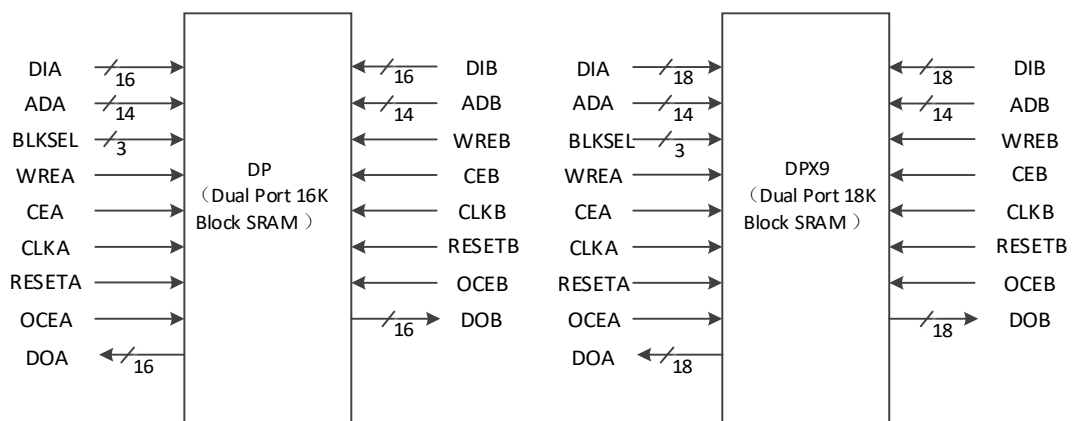 DIA
16
ADA
14
BLKSEL
3
WREA
CEA
CLKA
RESETA
OCEA
DOA
16
DP
（Dual Port 16K
Block SRAM ）
DIB
16
ADB
14
WREB
CEB
CLKB
RESETB
OCEB
DOB
16
DIA
18
ADA
14
BLKSEL
3
WREA
CEA
CLKA
RESETA
OCEA
DOA
18
DPX9
（Dual Port 18K
Block SRAM ）
DIB
18
ADB
14
WREB
CEB
CLKB
RESETB
OCEB
DOB
18